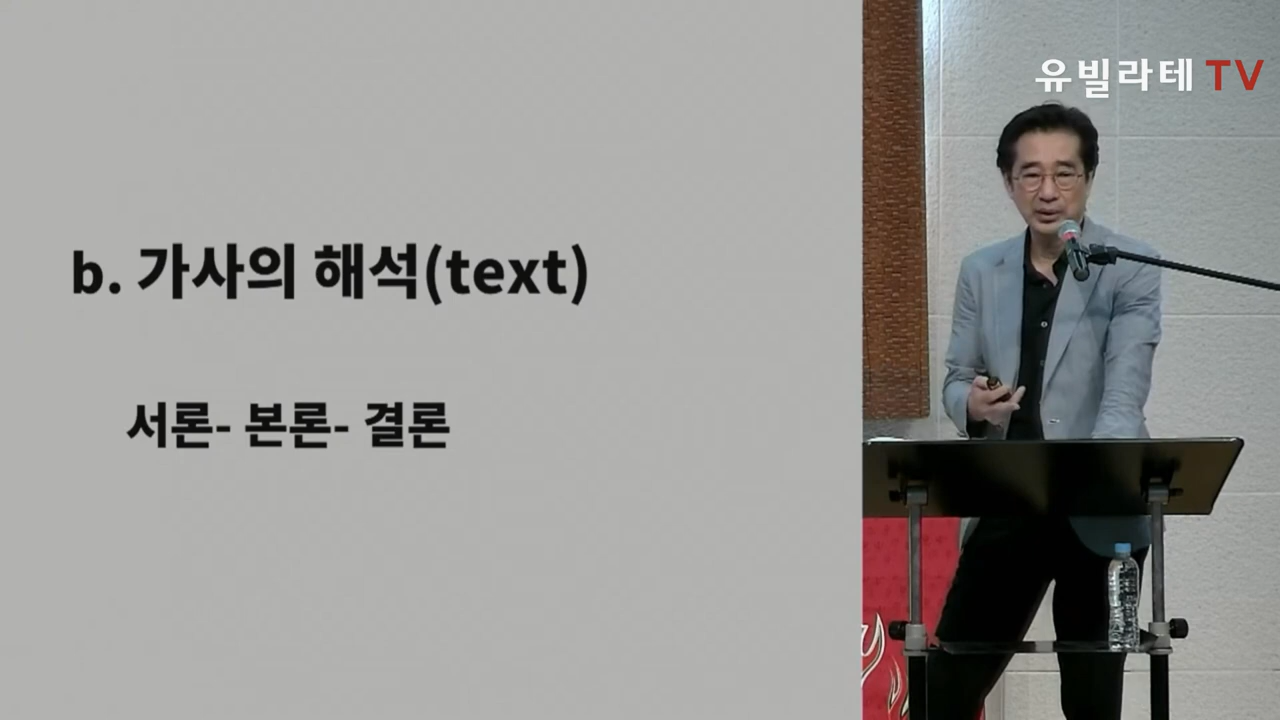 유빌라테 TV
b. 가사의 해석(text)
서론- 본론- 결론